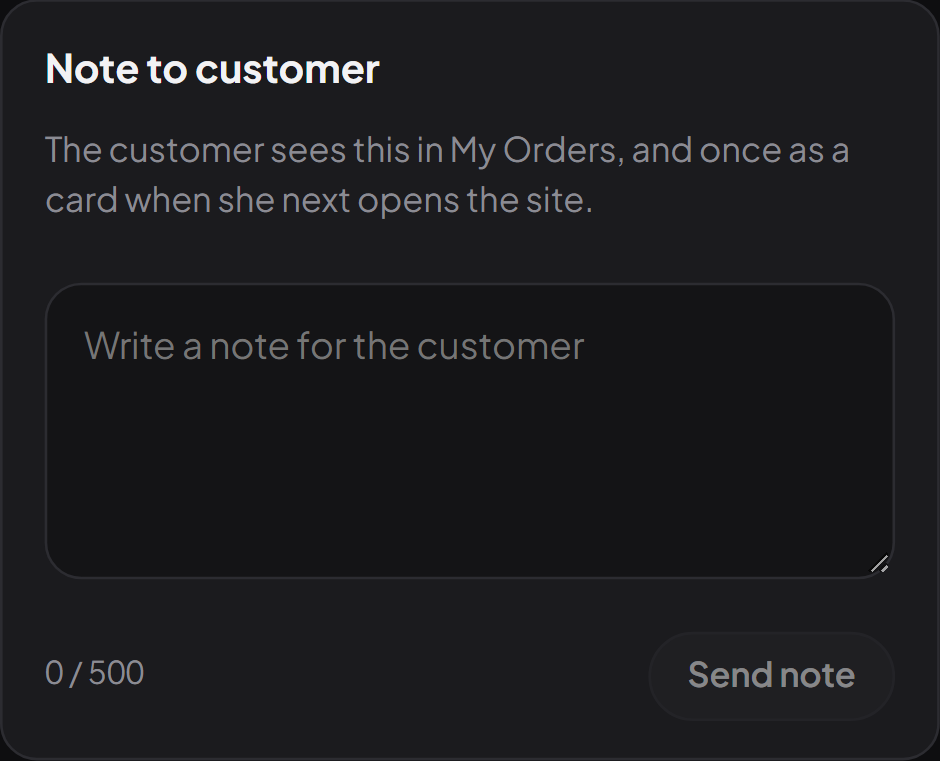 Note to customer
The customer sees this in My Orders, and once as a
card when she next opens the site.
Write a note for the customer
0 / 500
Send note